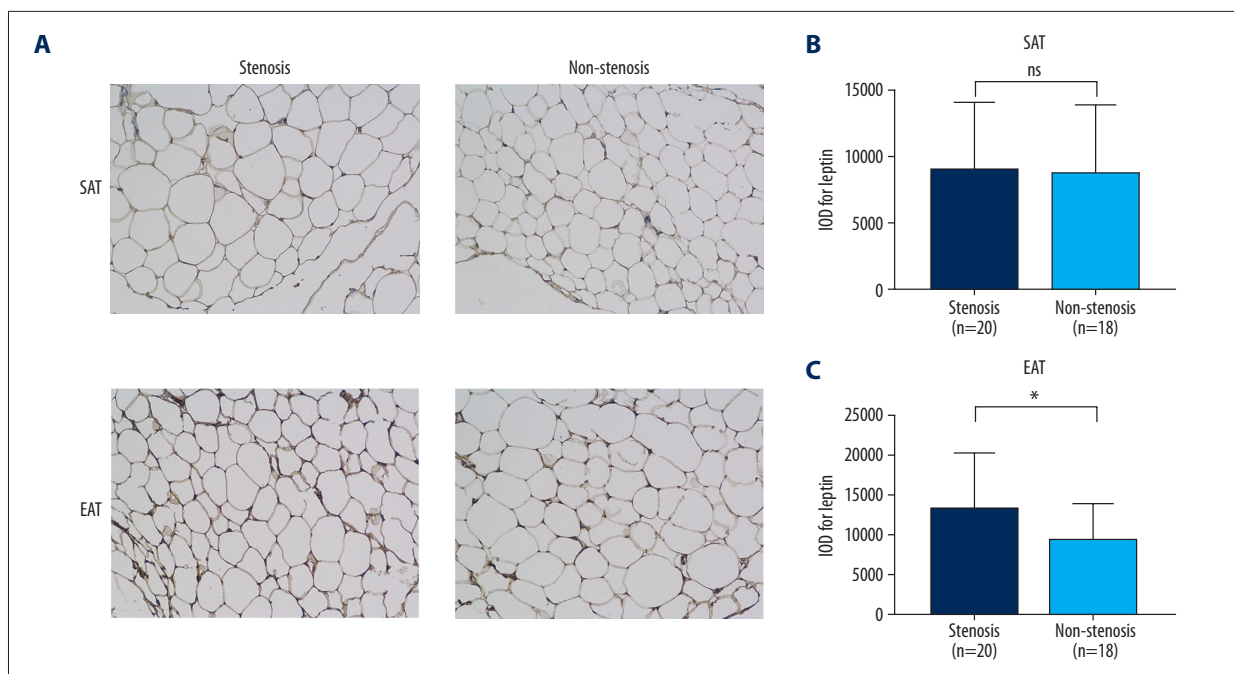 A
Stenosis
Non-stenosis
SAT
EAT
B
SAT
ns
15000
10000
5000
0
IOD for leptin
Stenosis
(n=20)
Non-stenosis
(n=18)
C
EAT
*
25000
20000
15000
10000
5000
0
IOD for leptin
Stenosis
(n=20)
Non-stenosis
(n=18)